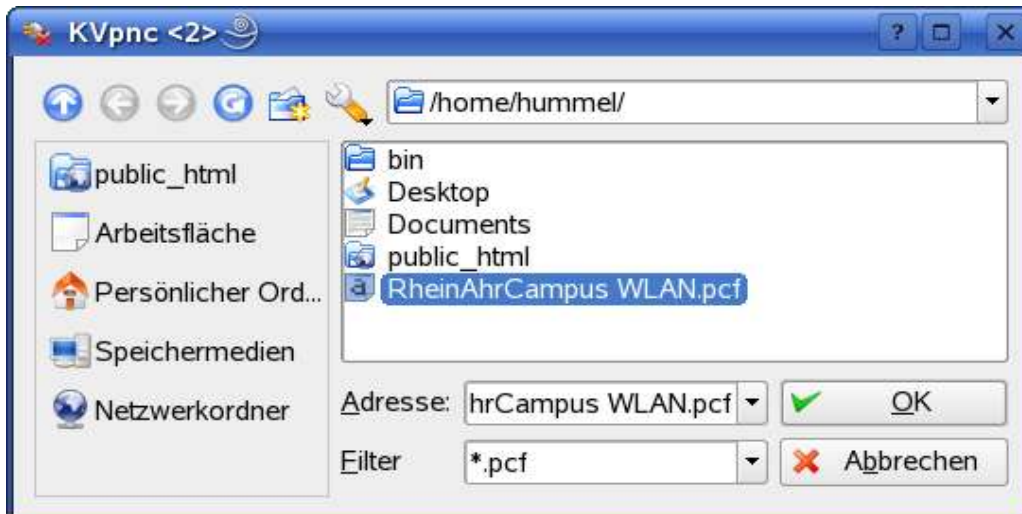 KVpnc <2>
?
/home/hummel/
public_html
Arbeitsfläche
Persönlicher Ord...
Speichermedien
Netzwerkordner
bin
Desktop
Documents
public_html
a RheinAhrCampus WLAN.pcf
Adresse: hrCampus WLAN.pcf OK
Filter *.pcf Abbrechen